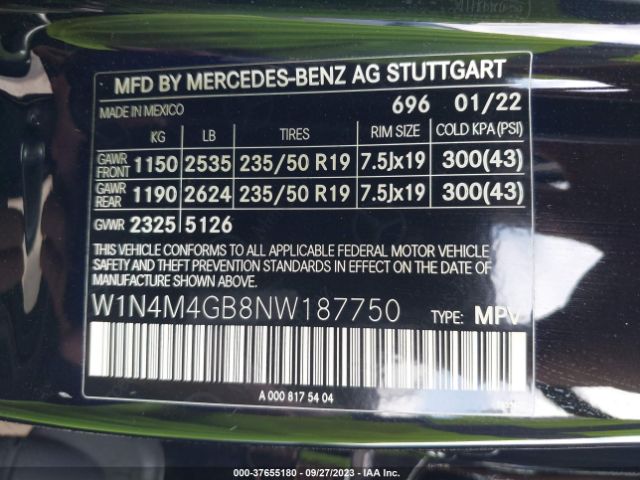 MFD BY MERCEDES-BENZ AG STUTTGART
MADE IN MEXICO 696 01/22
KG LB TIRES RIM SIZE COLD KPA (PSI)
GAWR FRONT 1150 2535 235/50 R19 7.5Jx19 300(43)
GAWR REAR 1190 2624 235/50 R19 7.5Jx19 300(43)
GVWR 2325 5126
THIS VEHICLE CONFORMS TO ALL APPLICABLE FEDERAL MOTOR VEHICLE
SAFETY AND THEFT PREVENTION STANDARDS IN EFFECT ON THE DATE OF
W1N4M4GB8NW187750 TYPE: MPV
A 000 817 54 04
000-37655180 - 09/27/2023 - IAA Inc.